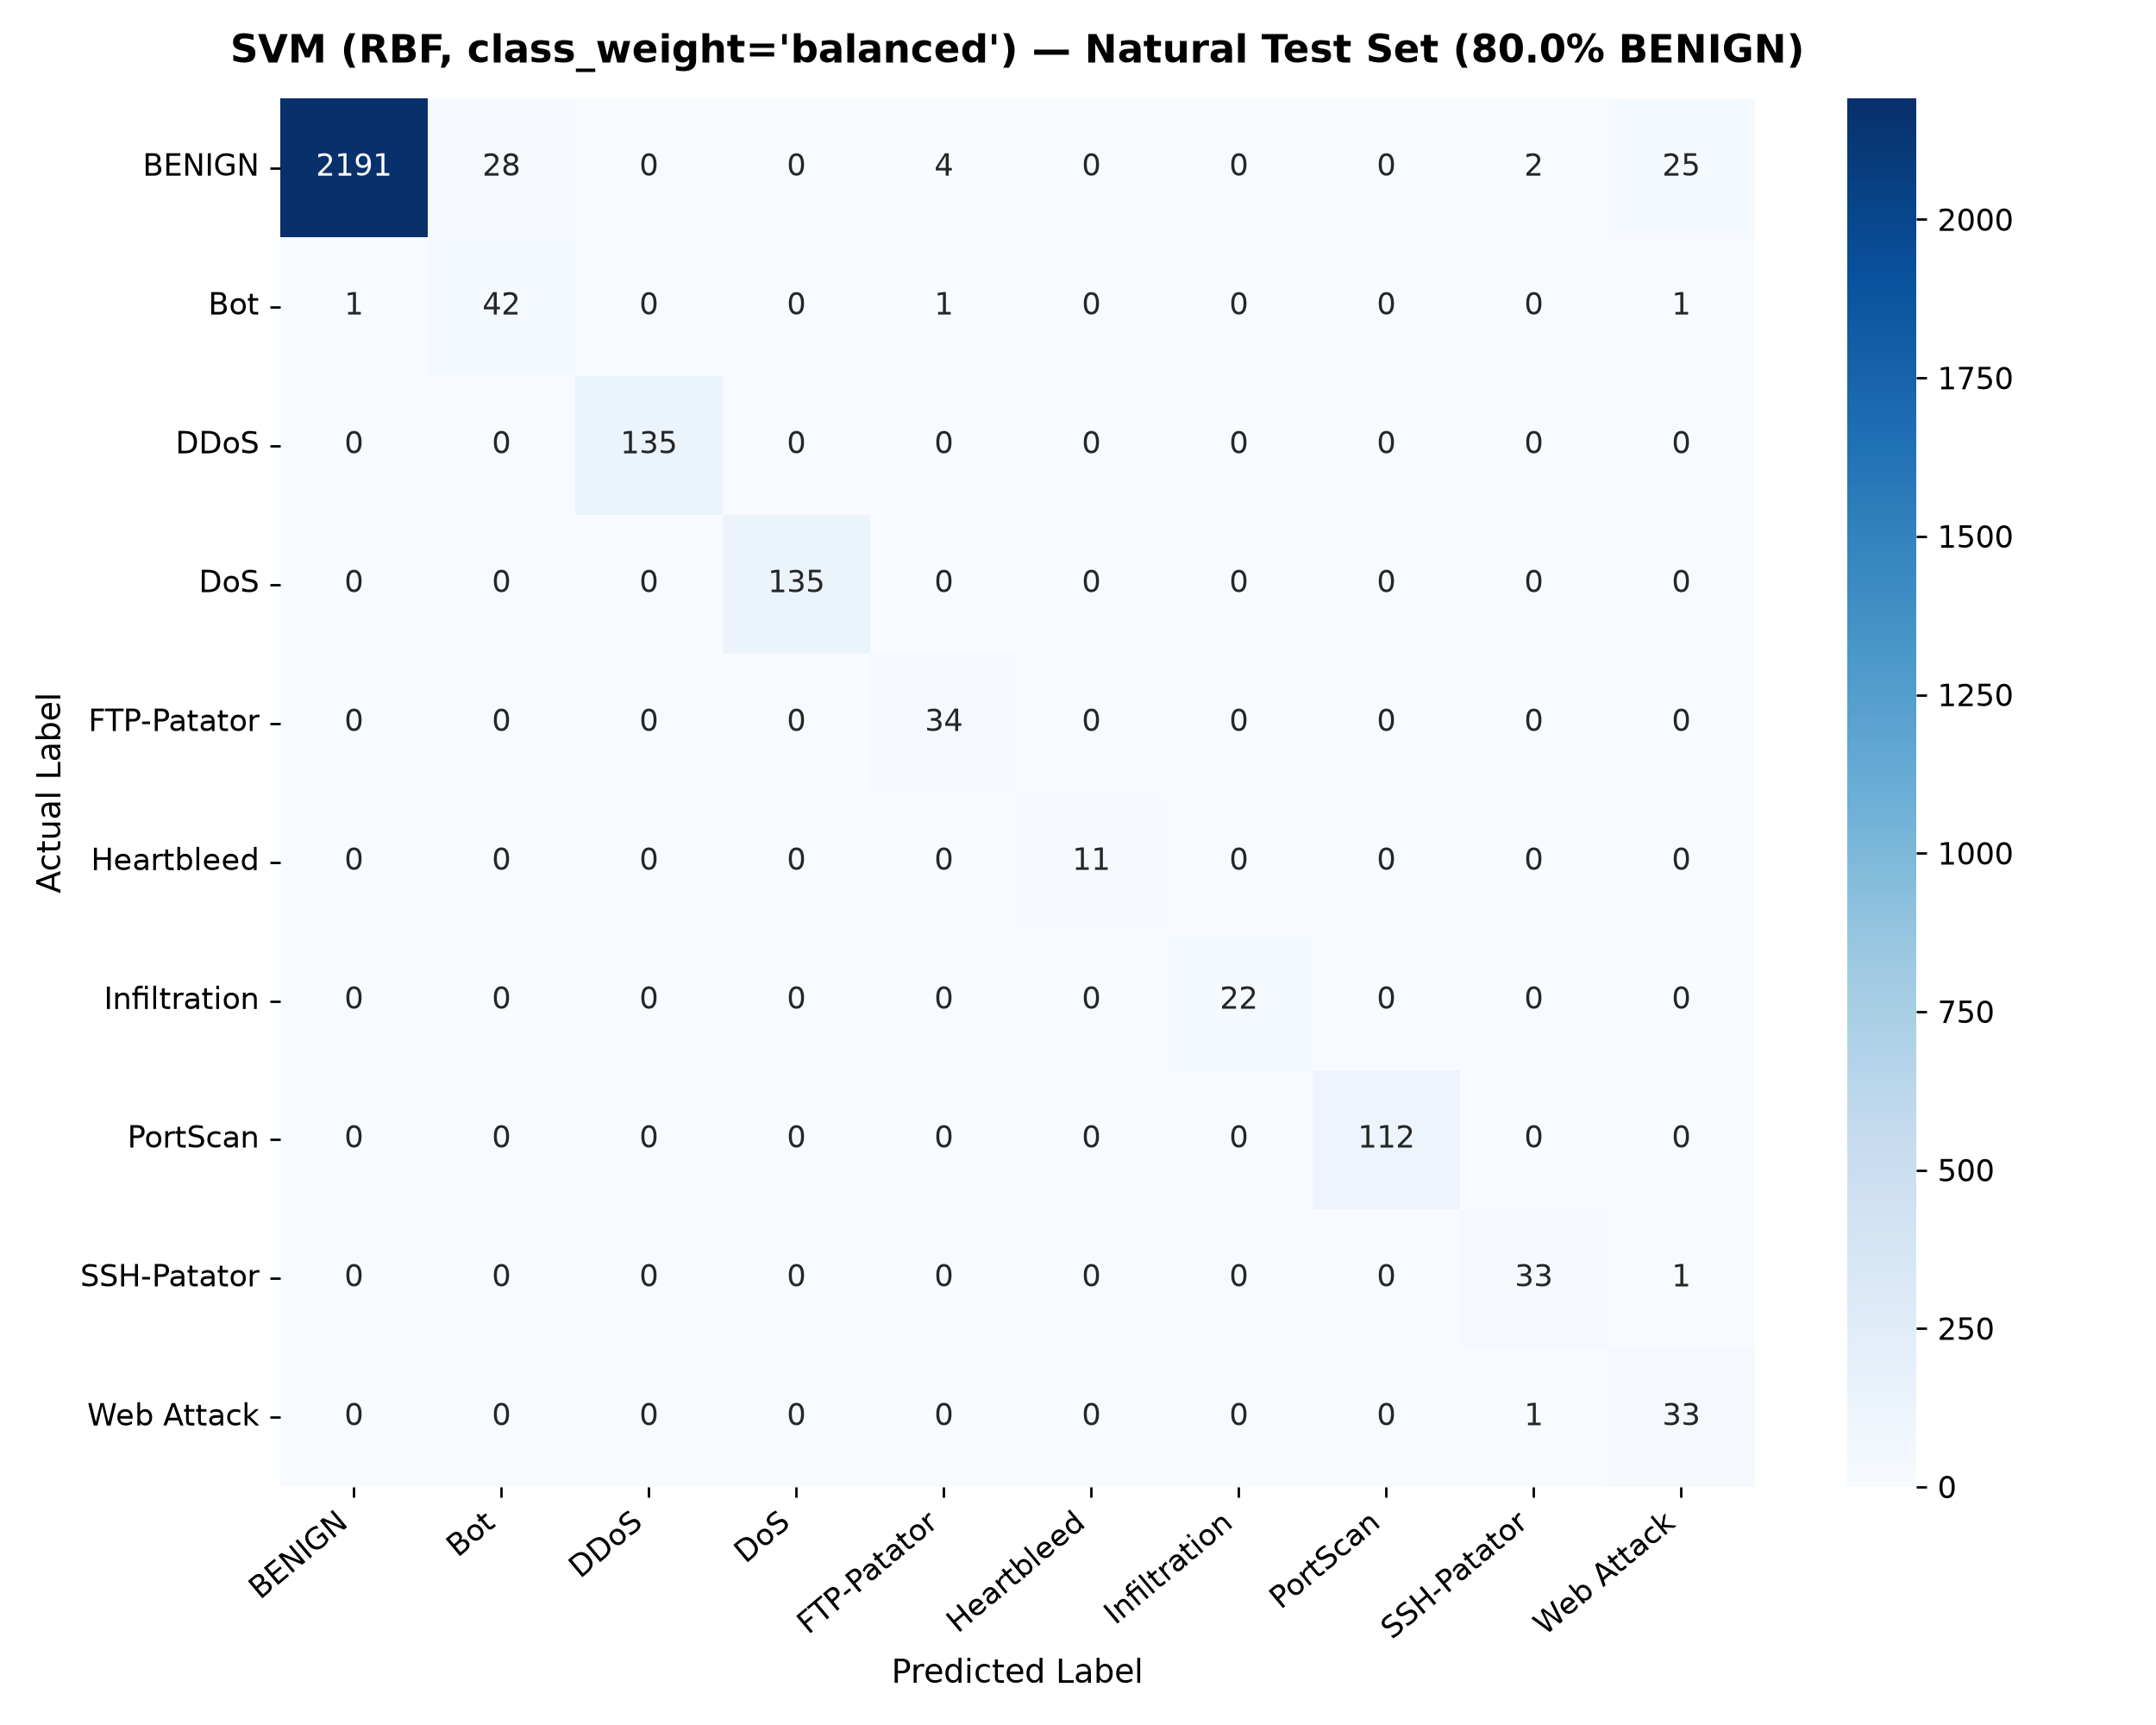 SVM (RBF, class_weight='balanced') — Natural Test Set (80.0% BENIGN)
BENIGN 2191 28 0 0 4 0 0 0 2 25
Bot 1 42 0 0 1 0 0 0 0 1
DDoS 0 0 135 0 0 0 0 0 0 0
DoS 0 0 0 135 0 0 0 0 0 0
FTP-Patator 0 0 0 0 34 0 0 0 0 0
Heartbleed 0 0 0 0 0 11 0 0 0 0
Infiltration 0 0 0 0 0 0 22 0 0 0
PortScan 0 0 0 0 0 0 0 112 0 0
SSH-Patator 0 0 0 0 0 0 0 0 33 1
Web Attack 0 0 0 0 0 0 0 0 1 33
Actual Label
BENIGN Bot DDoS DoS FTP-Patator Heartbleed Infiltration PortScan SSH-Patator Web Attack
Predicted Label
2000
1750
1500
1250
1000
750
500
250
0